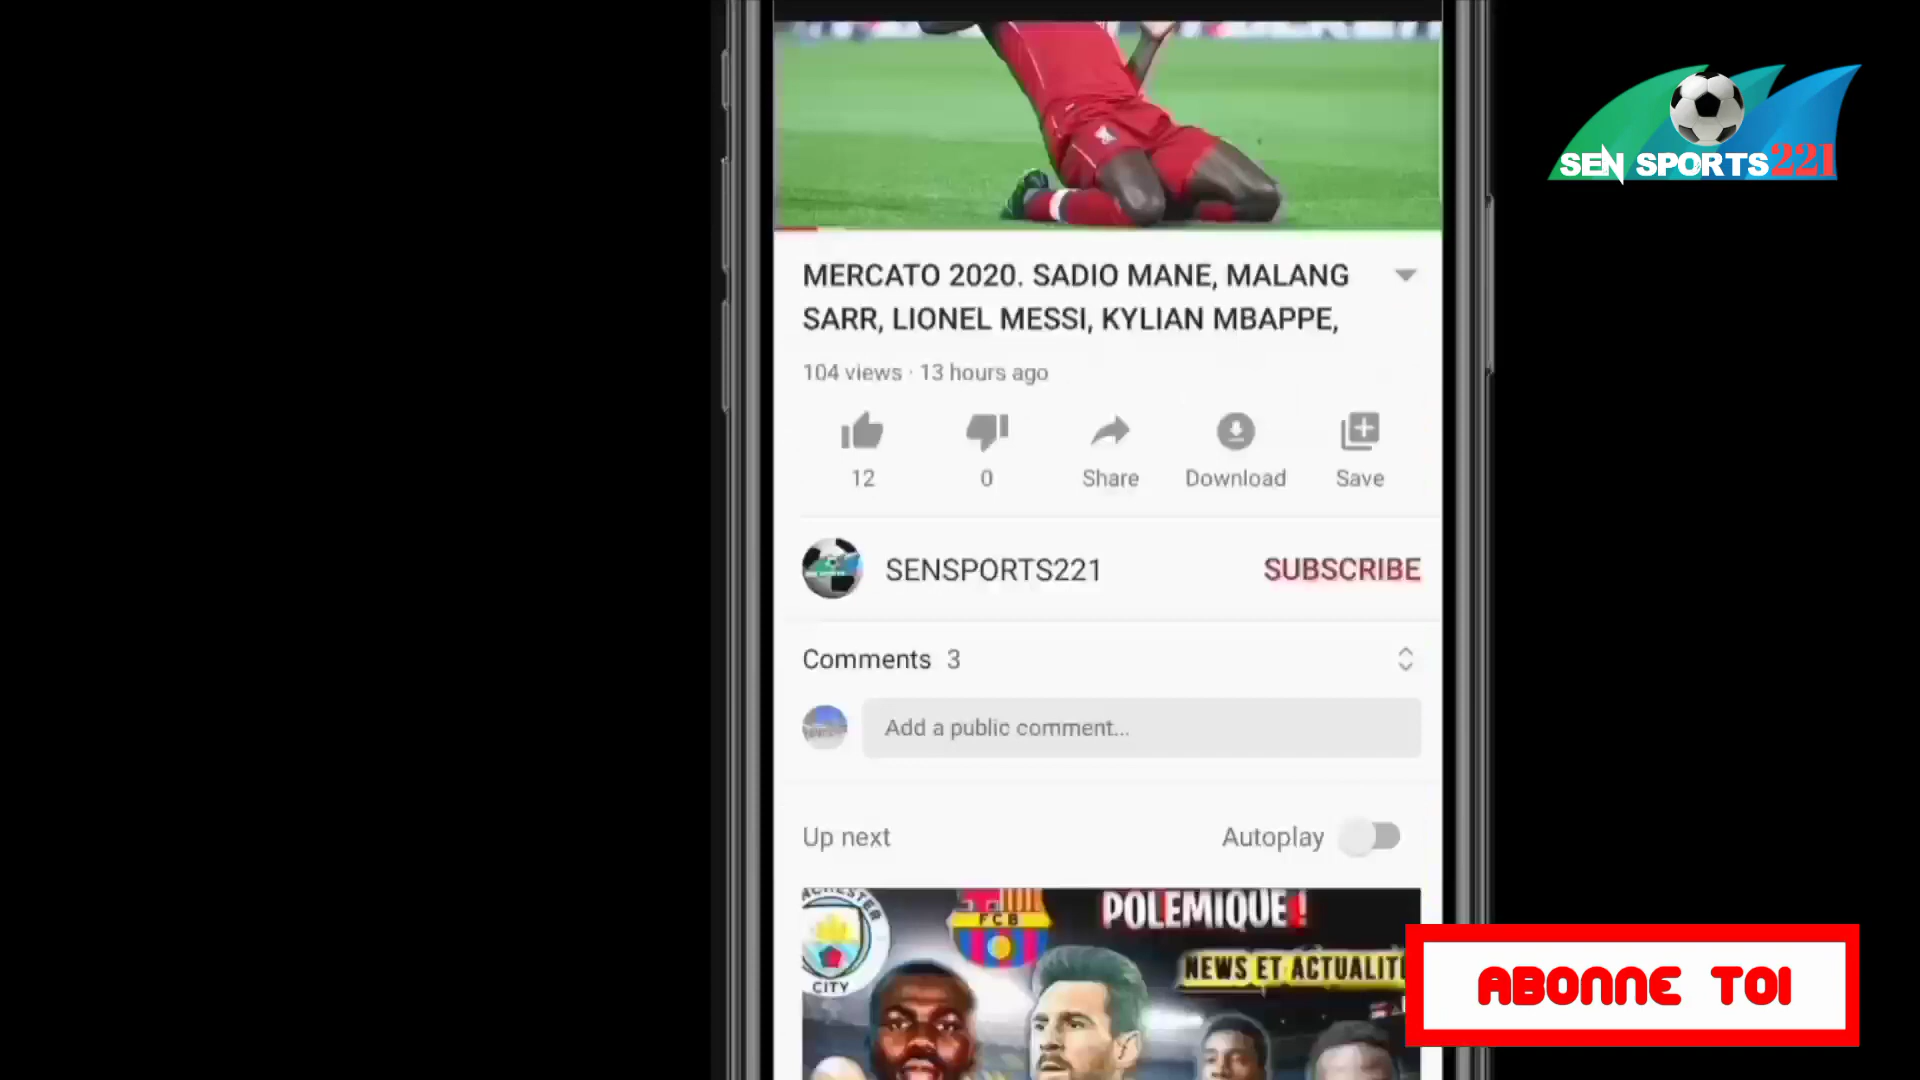 SEN SPORTS221
MERCATO 2020. SADIO MANE, MALANG
SARR, LIONEL MESSI, KYLIAN MBAPPE,
104 views · 13 hours ago
12
0
Share
Download
Save
SENSPORTS221
SUBSCRIBE
Comments 3
Add a public comment...
Up next
Autoplay
CITY
FCB
POLEMIQUE !
NEWS ET
ABONNE TOI